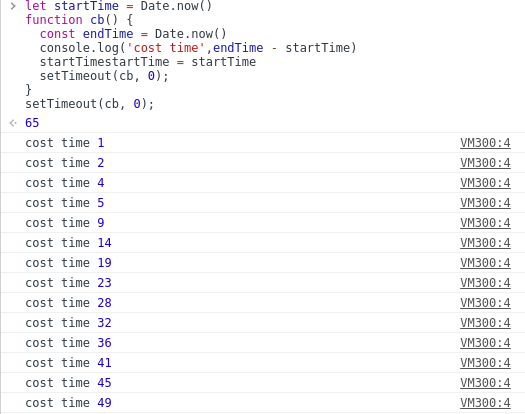 let startTime = Date.now()
function cb() {
  const endTime = Date.now()
  console.log('cost time',endTime - startTime)
  startTimestartTime = startTime
  setTimeout(cb, 0);
}
setTimeout(cb, 0);
65
cost time 1 VM300:4
cost time 2 VM300:4
cost time 4 VM300:4
cost time 5 VM300:4
cost time 9 VM300:4
cost time 14 VM300:4
cost time 19 VM300:4
cost time 23 VM300:4
cost time 28 VM300:4
cost time 32 VM300:4
cost time 36 VM300:4
cost time 41 VM300:4
cost time 45 VM300:4
cost time 49 VM300:4